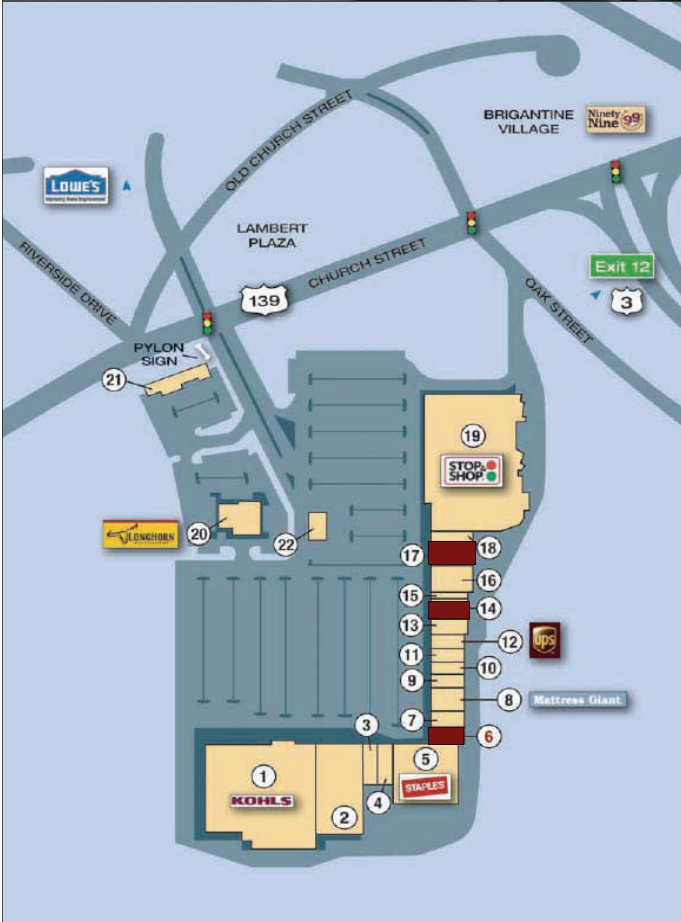 BRIGANTINE
VILLAGE
Ninety
Nine 99
OLD CHURCH STREET
LOWE'S
LAMBERT
PLAZA
CHURCH STREET
RIVERSIDE DRIVE
139
Exit 12
3
OAK STREET
PYLON
SIGN
21
19
STOP &
SHOP
LONGHORN
20
22
18
17
16
15
14
13
12
ups
11
10
9
8
Mattress Giant.
7
6
3
5
1
KOHL'S
STAPLES
4
2